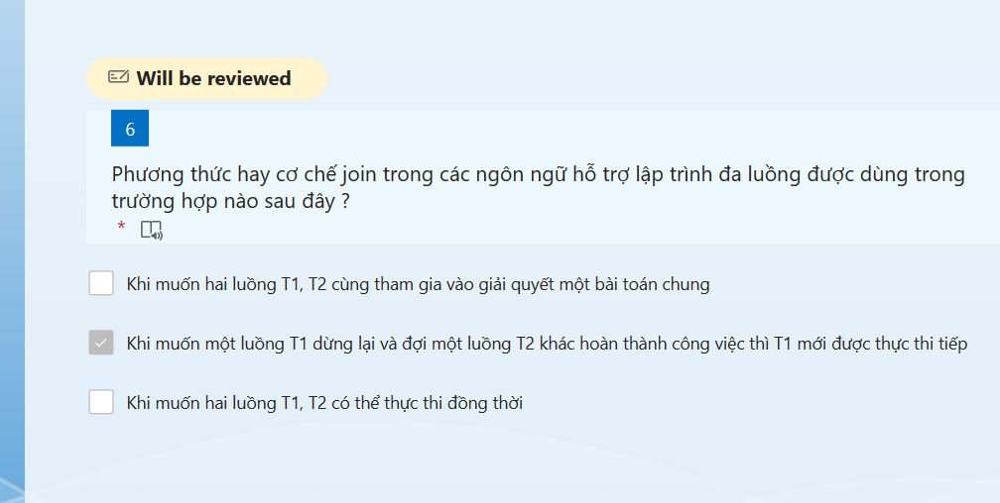 Will be reviewed
6
Phương thức hay cơ chế join trong các ngôn ngữ hỗ trợ lập trình đa luồng được dùng trong
trường hợp nào sau đây ?
*
Khi muốn hai luồng T1, T2 cùng tham gia vào giải quyết một bài toán chung
Khi muốn một luồng T1 dừng lại và đợi một luồng T2 khác hoàn thành công việc thì T1 mới được thực thi tiếp
Khi muốn hai luồng T1, T2 có thể thực thi đồng thời